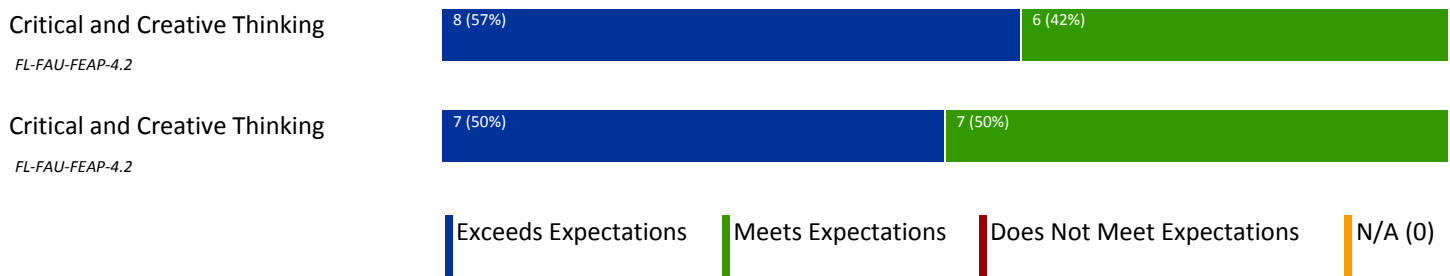 Critical and Creative Thinking
8 (57%) 6 (42%)
FL-FAU-FEAP-4.2
Critical and Creative Thinking
7 (50%) 7 (50%)
FL-FAU-FEAP-4.2
Exceeds Expectations Meets Expectations Does Not Meet Expectations N/A (0)